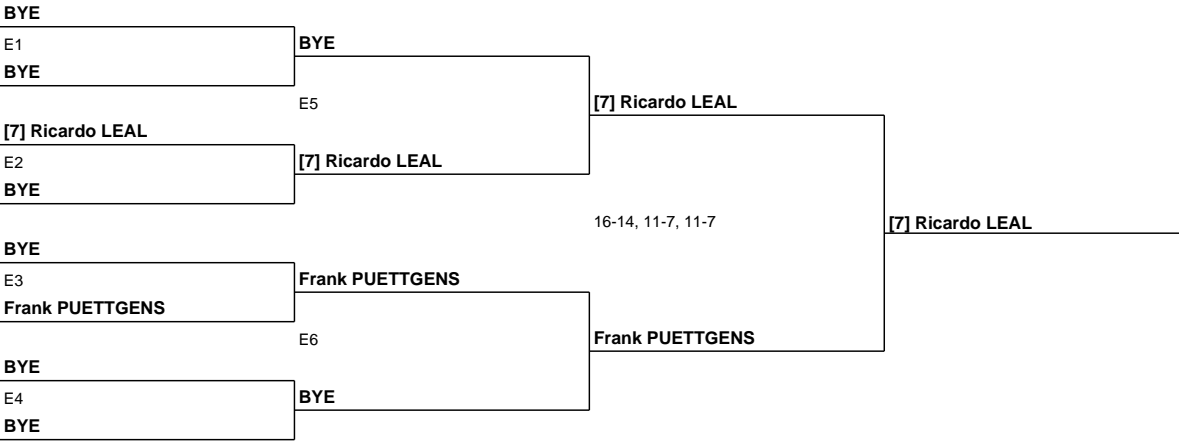 BYE
E1
BYE
BYE
E5
[7] Ricardo LEAL
[7] Ricardo LEAL
E2
[7] Ricardo LEAL
BYE
16-14, 11-7, 11-7
[7] Ricardo LEAL
BYE
E3
Frank PUETTGENS
Frank PUETTGENS
E6
Frank PUETTGENS
BYE
E4
BYE
BYE